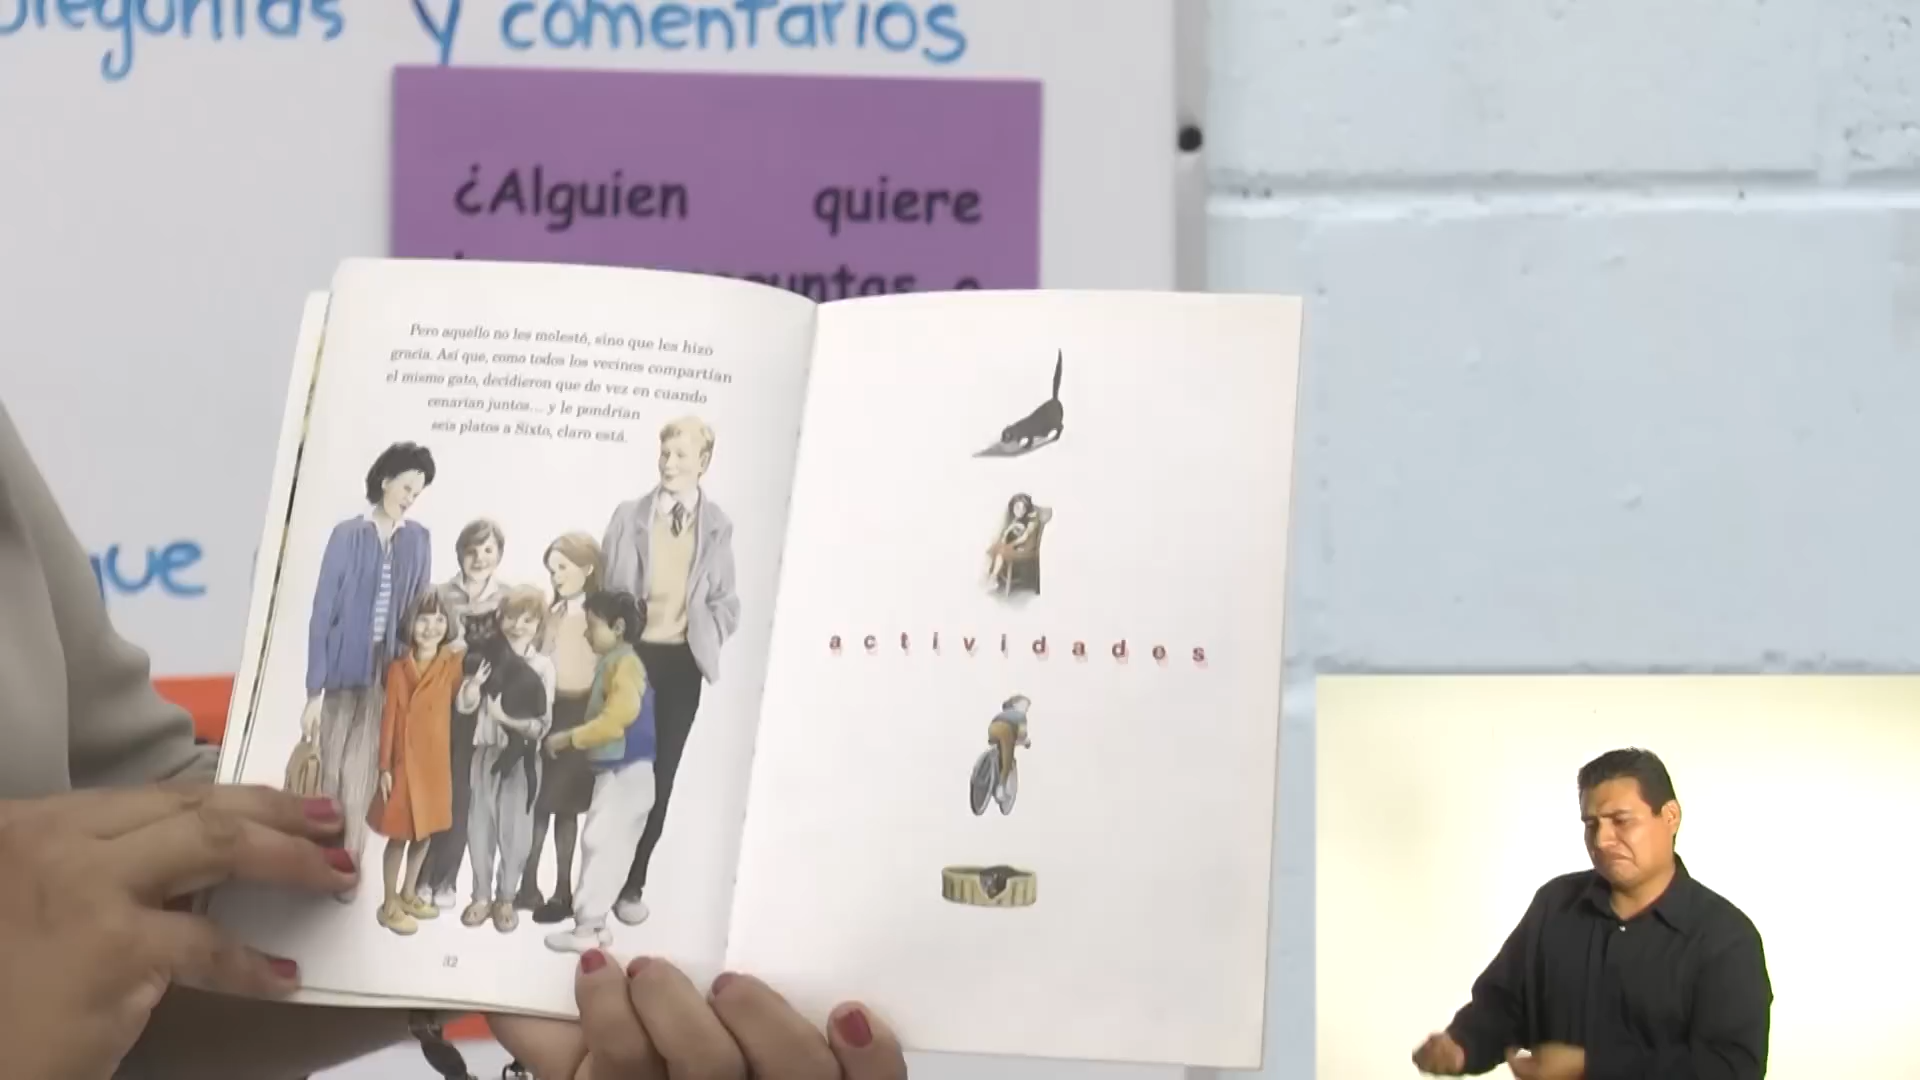 preguntas y comentarios
¿Alguien quiere
preguntas o
que
Pero aquello no les molestó, sino que les hizo
gracia. Así que, como todos los vecinos compartían
el mismo gato, decidieron que de vez en cuando
cenarían juntos... y le pondrían
seis platos a Sixto, claro está.
32
actividades